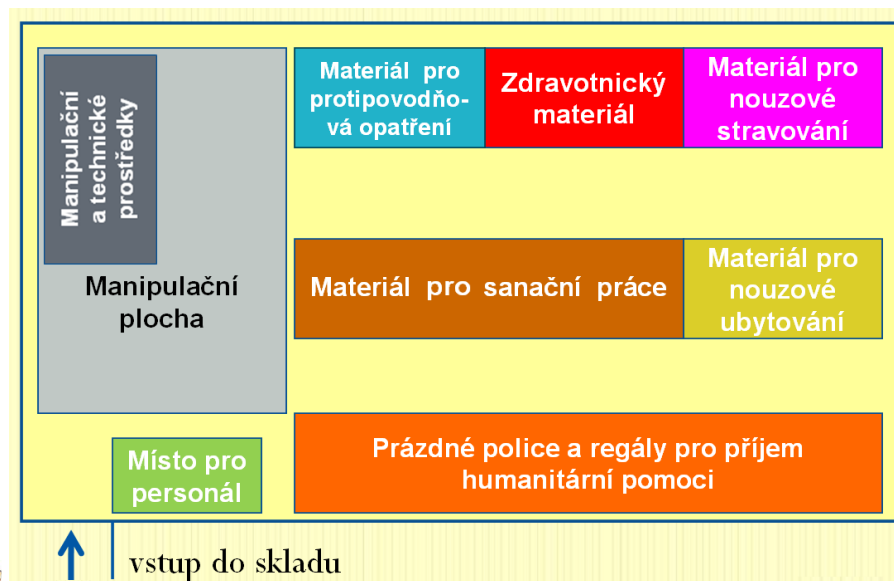 Manipulační
a technické
prostředky
Manipulační
plocha
Materiál pro
protipovodňo-
vá opatření
Zdravotnický
materiál
Materiál pro
nouzové
stravování
Materiál pro sanační práce
Materiál pro
nouzové
ubytování
Místo pro
personál
Prázdné police a regály pro příjem
humanitární pomoci
vstup do skladu